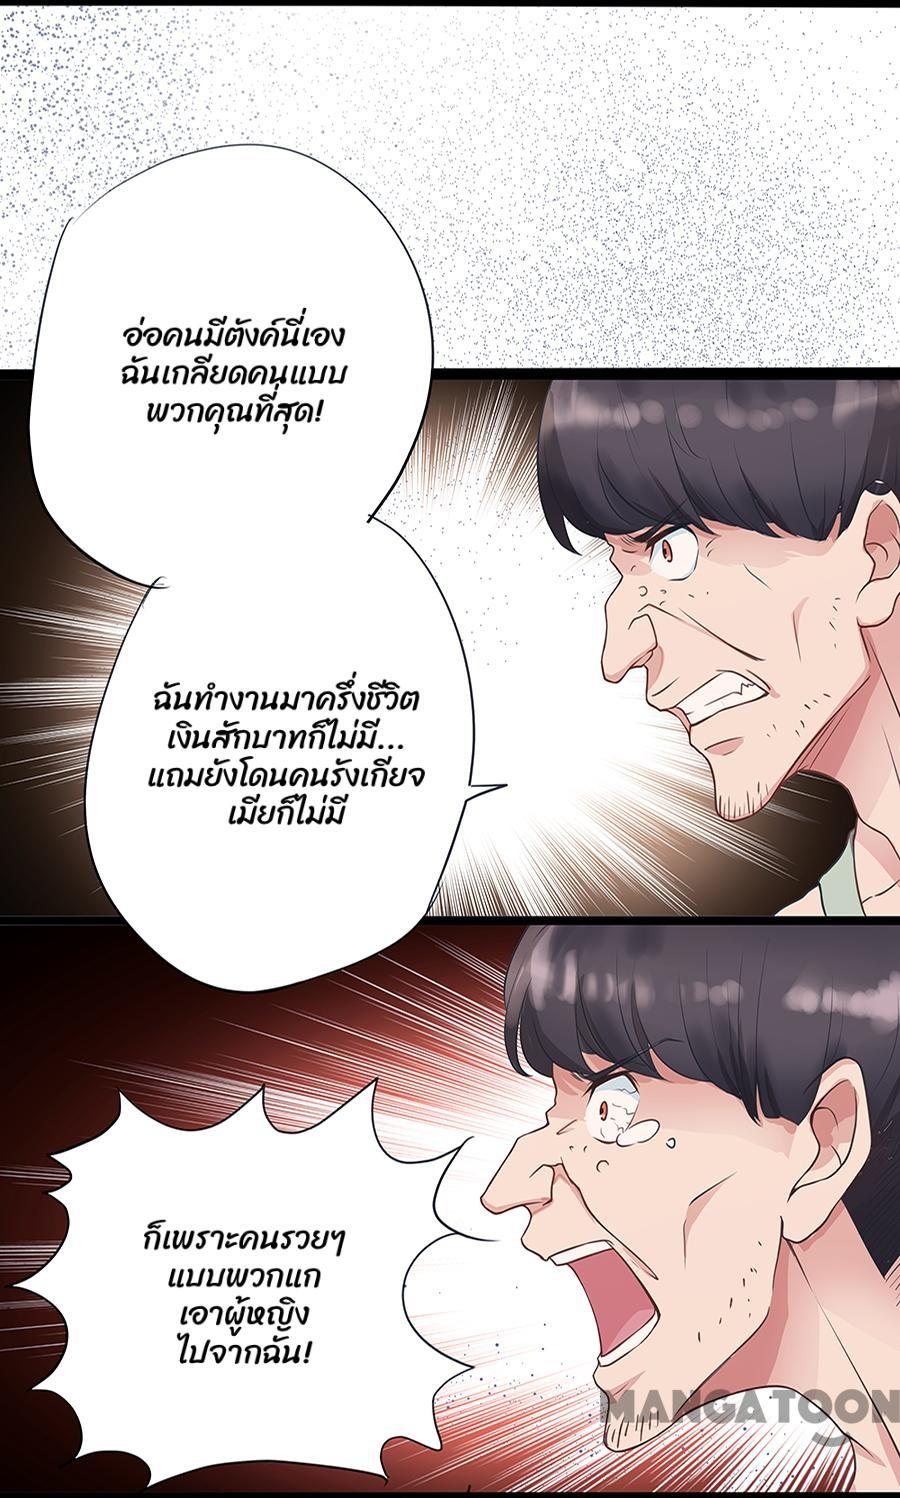 อ๋อคนมีตังค์นี่เอง
ฉันเกลียดคนแบบ
พวกคุณที่สุด!
ฉันทำงานมาครึ่งชีวิต
เงินสักบาทก็ไม่มี...
แถมยังโดนคนรังเกียจ
เมียก็ไม่มี
ก็เพราะคนรวยๆ
แบบพวกแก
เอาผู้หญิง
ไปจากฉัน!
MANGATOON